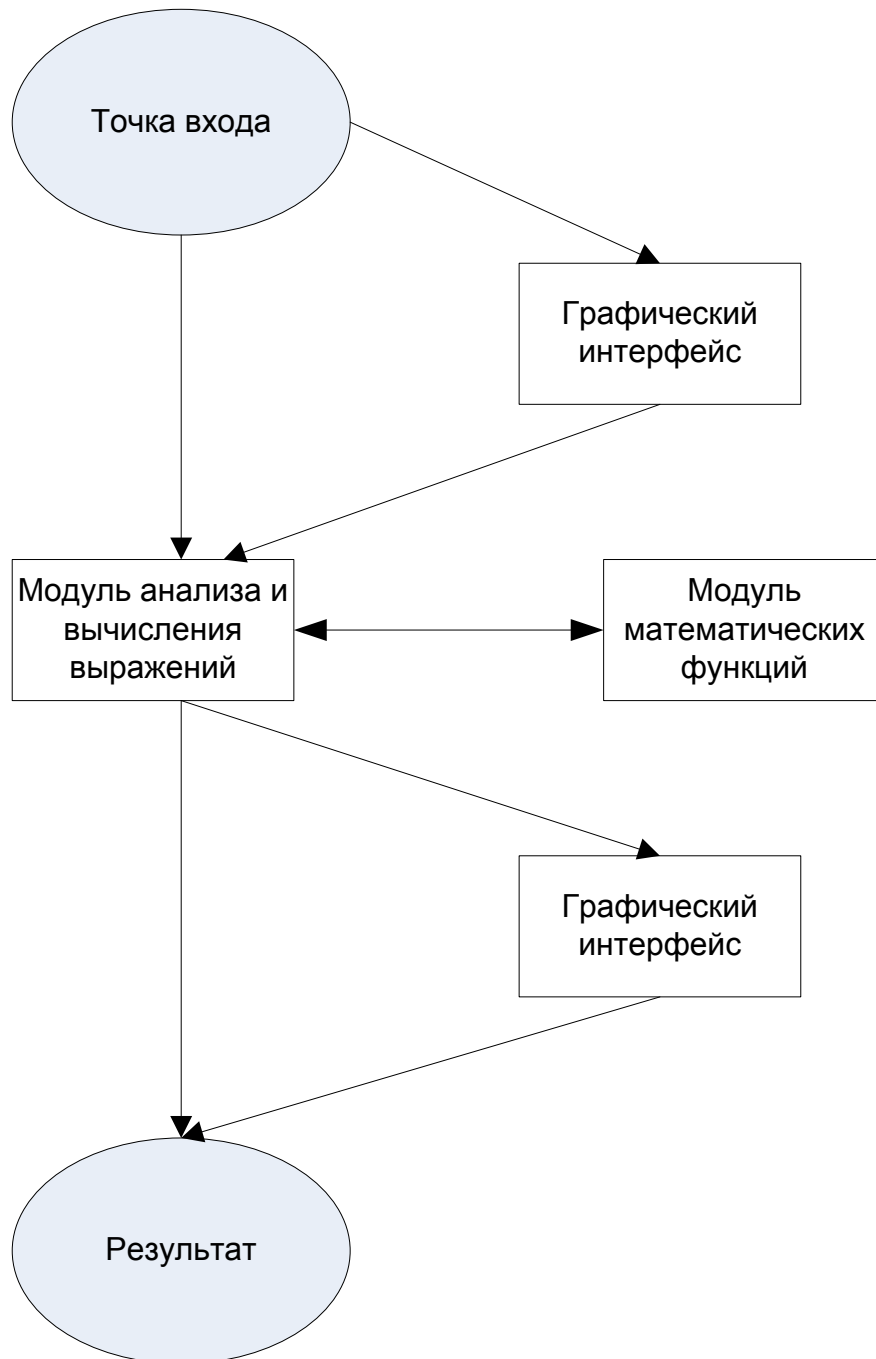 Точка входа
Графический
интерфейс
Модуль анализа и
вычисления
выражений
Модуль
математических
функций
Графический
интерфейс
Результат